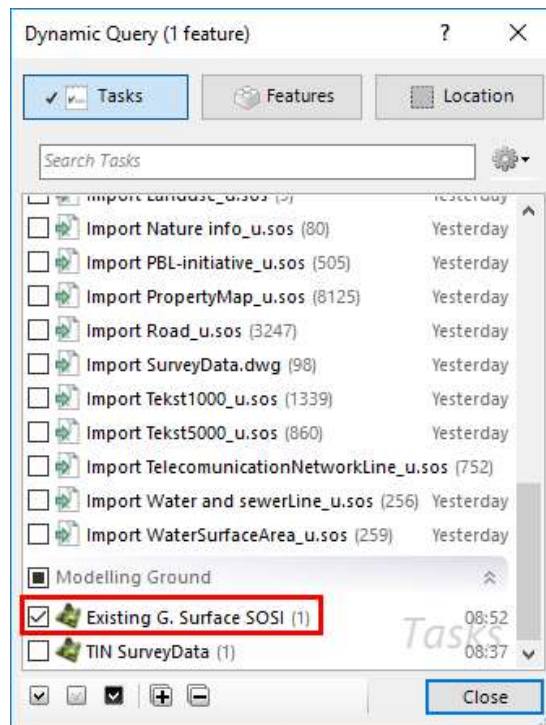 Dynamic Query (1 feature) ?
Tasks Features Location
Search Tasks
Import Landuse_u.sos Yesterday
Import Nature info_u.sos (80) Yesterday
Import PBL-initiative_u.sos (505) Yesterday
Import PropertyMap_u.sos (8125) Yesterday
Import Road_u.sos (3247) Yesterday
Import SurveyData.dwg (98) Yesterday
Import Tekst1000_u.sos (1339) Yesterday
Import Tekst5000_u.sos (860) Yesterday
Import TelecomunicationNetworkLine_u.sos (752)
Import Water and sewerLine_u.sos (256) Yesterday
Import WaterSurfaceArea_u.sos (259) Yesterday
Modelling Ground
Existing G. Surface SOSI (1) 08:52
Tasks
TIN SurveyData (1) 08:37
Close